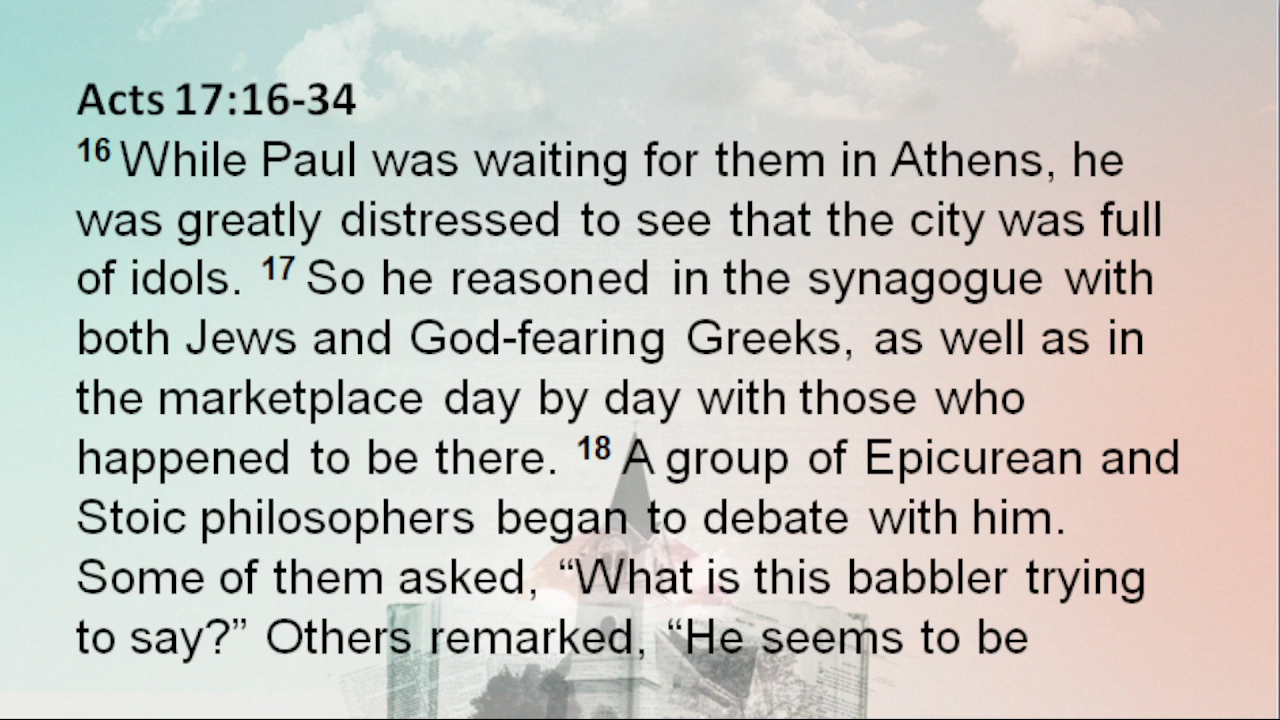 Acts 17:16-34
16 While Paul was waiting for them in Athens, he
was greatly distressed to see that the city was full
of idols. 17 So he reasoned in the synagogue with
both Jews and God-fearing Greeks, as well as in
the marketplace day by day with those who
happened to be there. 18 A group of Epicurean and
Stoic philosophers began to debate with him.
Some of them asked, “What is this babbler trying
to say?” Others remarked, “He seems to be